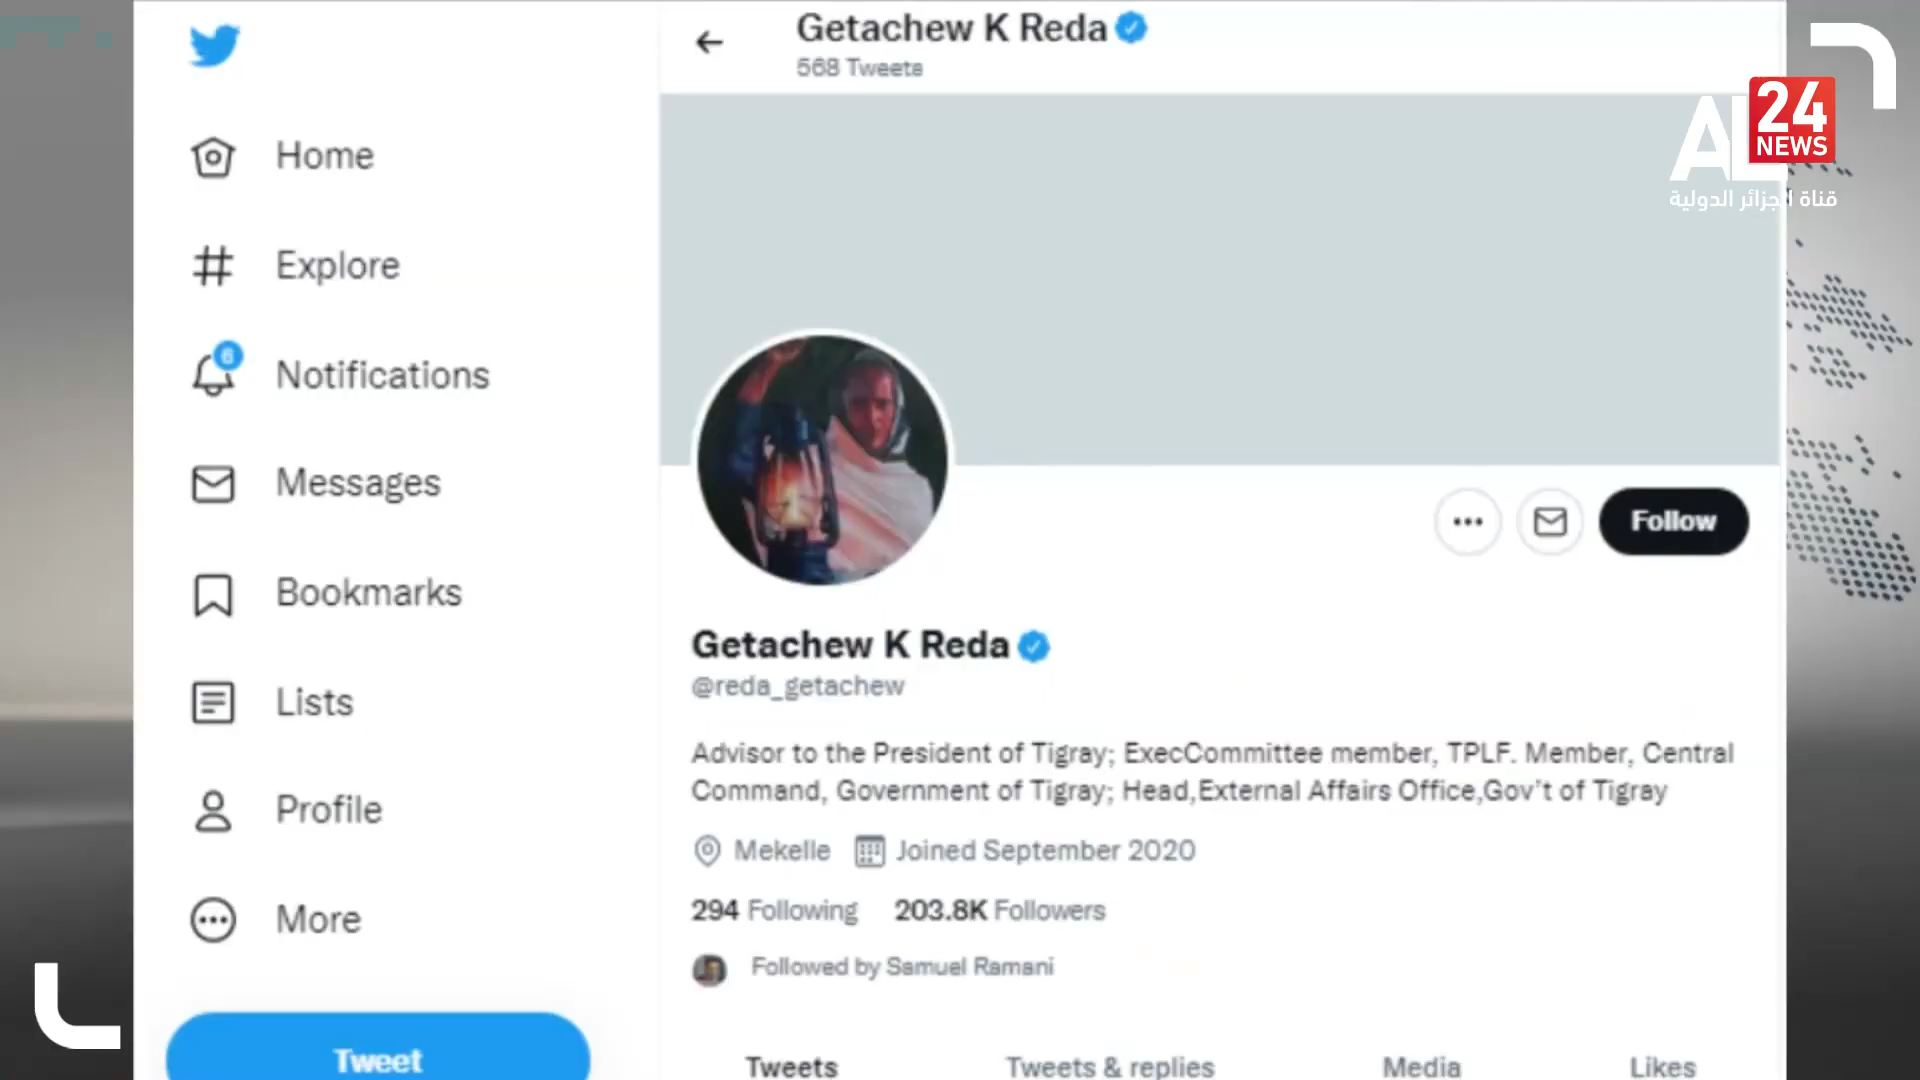 Getachew K Reda
568 Tweets
AL 24 NEWS
قناة الجزائر الدولية
Home
Explore
6
Notifications
Messages
Bookmarks
Lists
Profile
More
Tweet
Follow
Getachew K Reda
@reda_getachew
Advisor to the President of Tigray; ExecCommittee member, TPLF. Member, Central
Command, Government of Tigray; Head,External Affairs Office,Gov't of Tigray
Mekelle Joined September 2020
294 Following 203.8K Followers
Followed by Samuel Ramani
Tweets Tweets & replies Media Likes